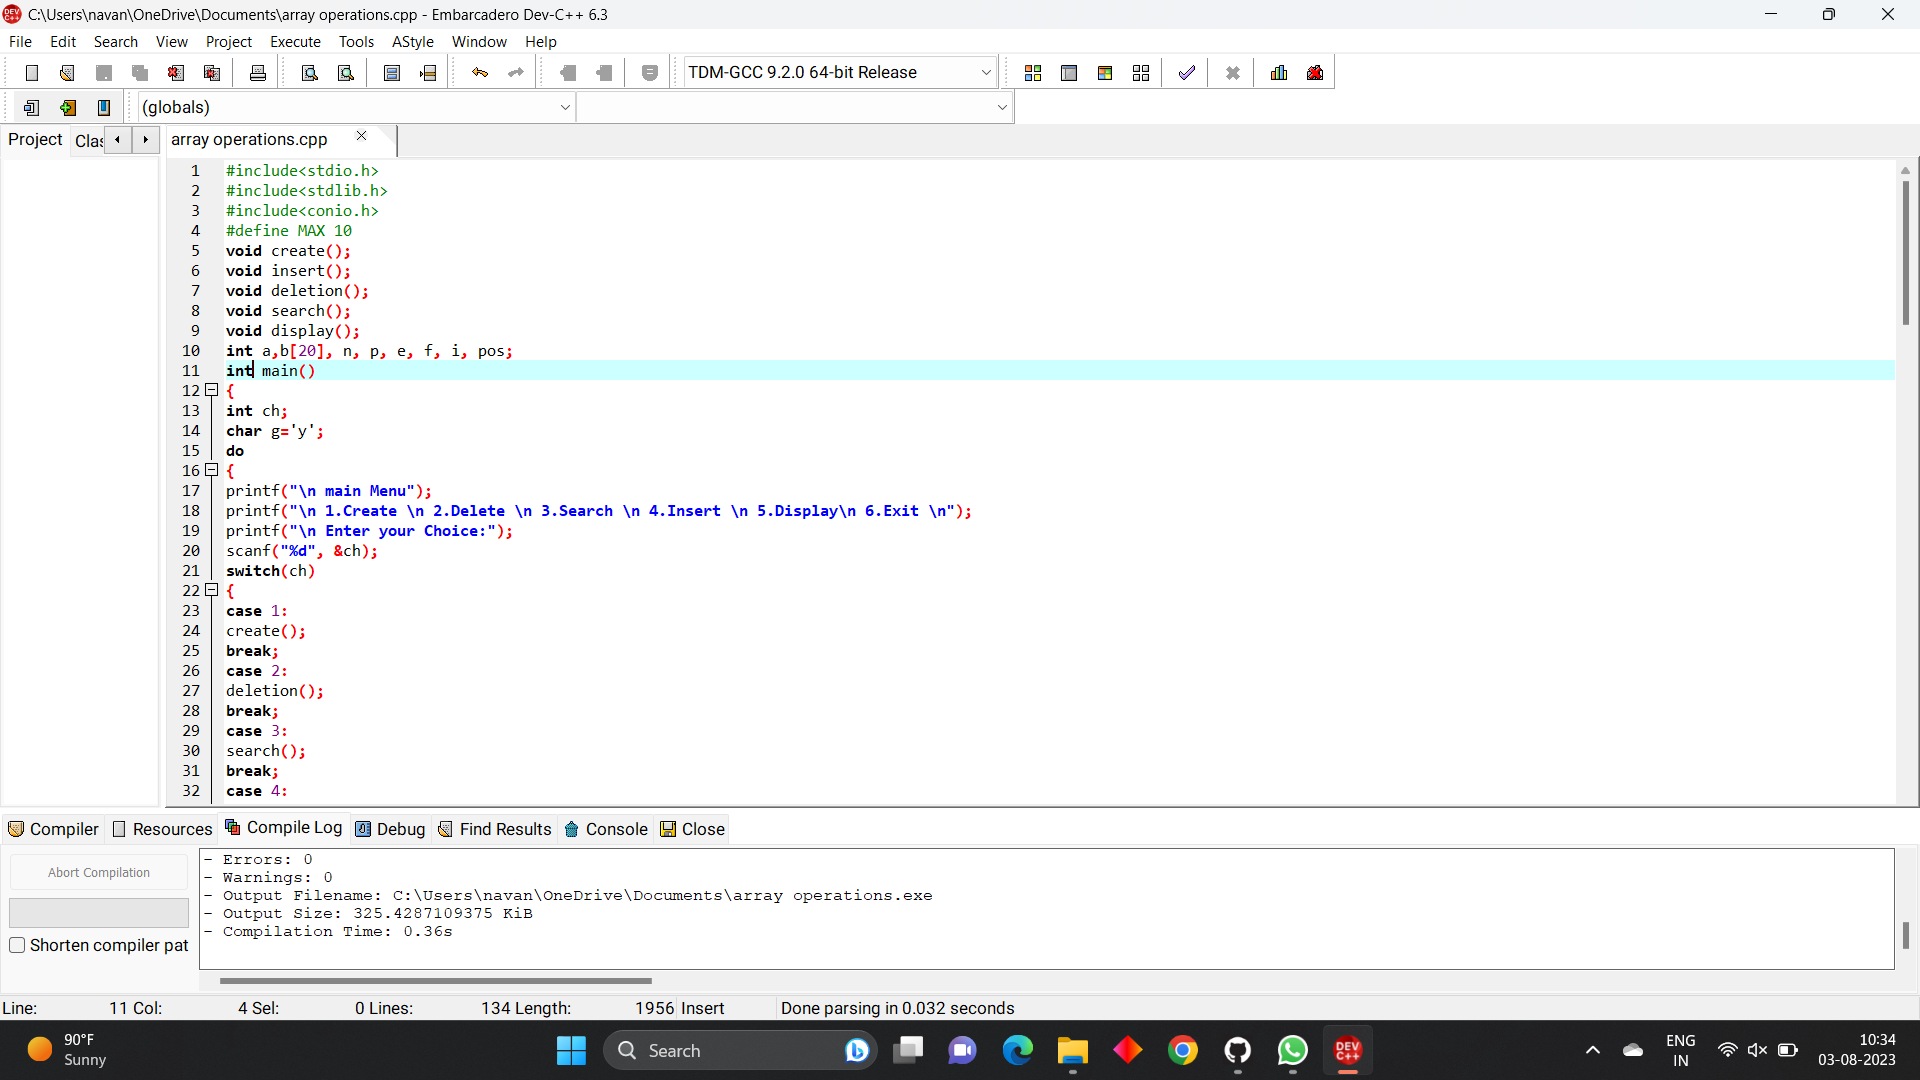 C:\Users\navan\OneDrive\Documents\array operations.cpp - Embarcadero Dev-C++ 6.3
File Edit Search View Project Execute Tools AStyle Window Help
TDM-GCC 9.2.0 64-bit Release
(globals)
Project Clas array operations.cpp
1 #include<stdio.h>
2 #include<stdlib.h>
3 #include<conio.h>
4 #define MAX 10
5 void create();
6 void insert();
7 void deletion();
8 void search();
9 void display();
10 int a,b[20], n, p, e, f, i, pos;
11 int main()
12 {
13 int ch;
14 char g='y';
15 do
16 {
17 printf("\n main Menu");
18 printf("\n 1.Create \n 2.Delete \n 3.Search \n 4.Insert \n 5.Display\n 6.Exit \n");
19 printf("\n Enter your Choice:");
20 scanf("%d", &ch);
21 switch(ch)
22 {
23 case 1:
24 create();
25 break;
26 case 2:
27 deletion();
28 break;
29 case 3:
30 search();
31 break;
32 case 4:
Compiler Resources Compile Log Debug Find Results Console Close
Abort Compilation
Shorten compiler pat
- Errors: 0
- Warnings: 0
- Output Filename: C:\Users\navan\OneDrive\Documents\array operations.exe
- Output Size: 325.4287109375 KiB
- Compilation Time: 0.36s
Line: 11 Col: 4 Sel: 0 Lines: 134 Length: 1956 Insert Done parsing in 0.032 seconds
90°F
Sunny
Search
DEV
C++
ENG
IN
10:34
03-08-2023